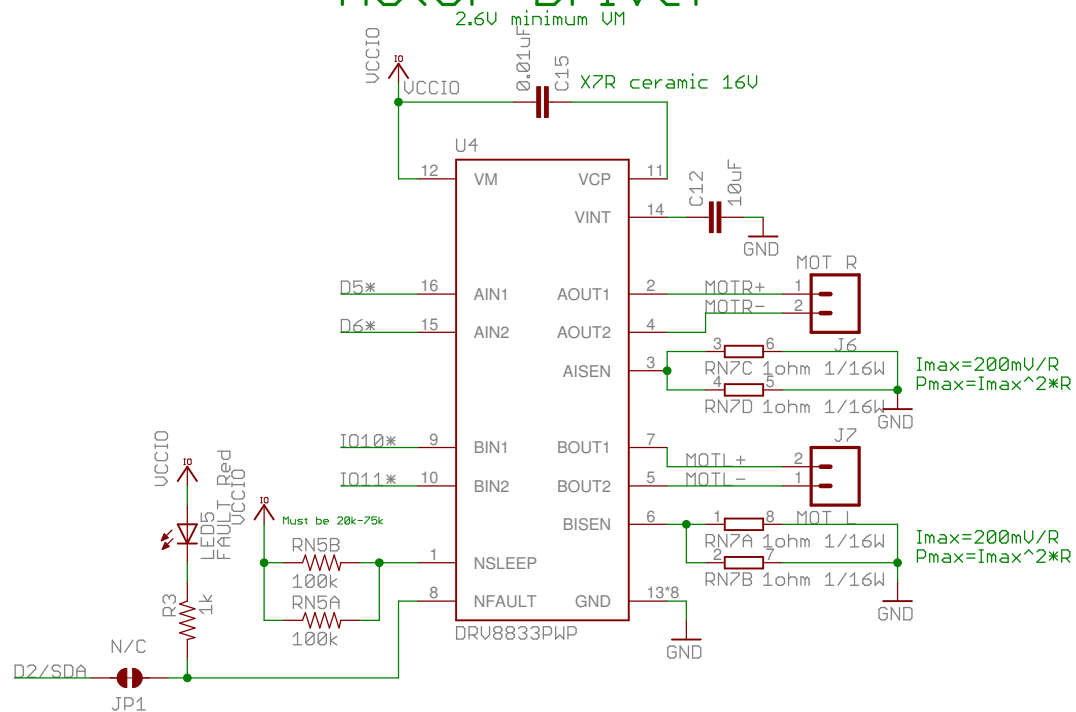 Motor Driver
2.6V minimum VM
VCCIO
IO
VCCIO
0.01uF
C15
X7R ceramic 16V
U4
12 VM
VCP 11
VINT 14
C12
10uF
GND
D5* 16 AIN1
D6* 15 AIN2
AOUT1 2 MOTR+ 1
AOUT2 4 MOTR- 2
MOT R
J6
AISEN 3
3 6
RN7C 1ohm 1/16W
4 5
RN7D 1ohm 1/16W
GND
Imax=200mV/R
Pmax=Imax^2*R
IO10* 9 BIN1
IO11* 10 BIN2
BOUT1 7 MOTL+ 2
BOUT2 5 MOTL- 1
J7
MOT L
BISEN 6
1 8
RN7A 1ohm 1/16W
2 7
RN7B 1ohm 1/16W
GND
Imax=200mV/R
Pmax=Imax^2*R
VCCIO
IO
LED5
FAULT Red
VCCIO
IO
Must be 20k-75k
RN5B
100k
RN5A
100k
1 NSLEEP
8 NFAULT
GND 13*8
GND
DRV8833PWP
R3
1k
N/C
D2/SDA
JP1